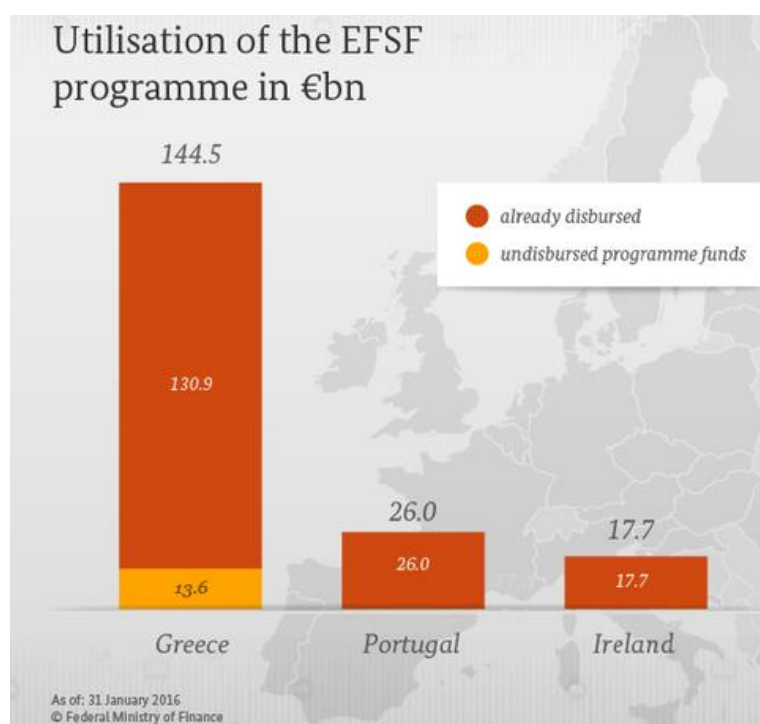 Utilisation of the EFSF
programme in €bn
144.5
already disbursed
undisbursed programme funds
130.9
26.0
17.7
26.0
17.7
13.6
Greece
Portugal
Ireland
As of: 31 January 2016
© Federal Ministry of Finance